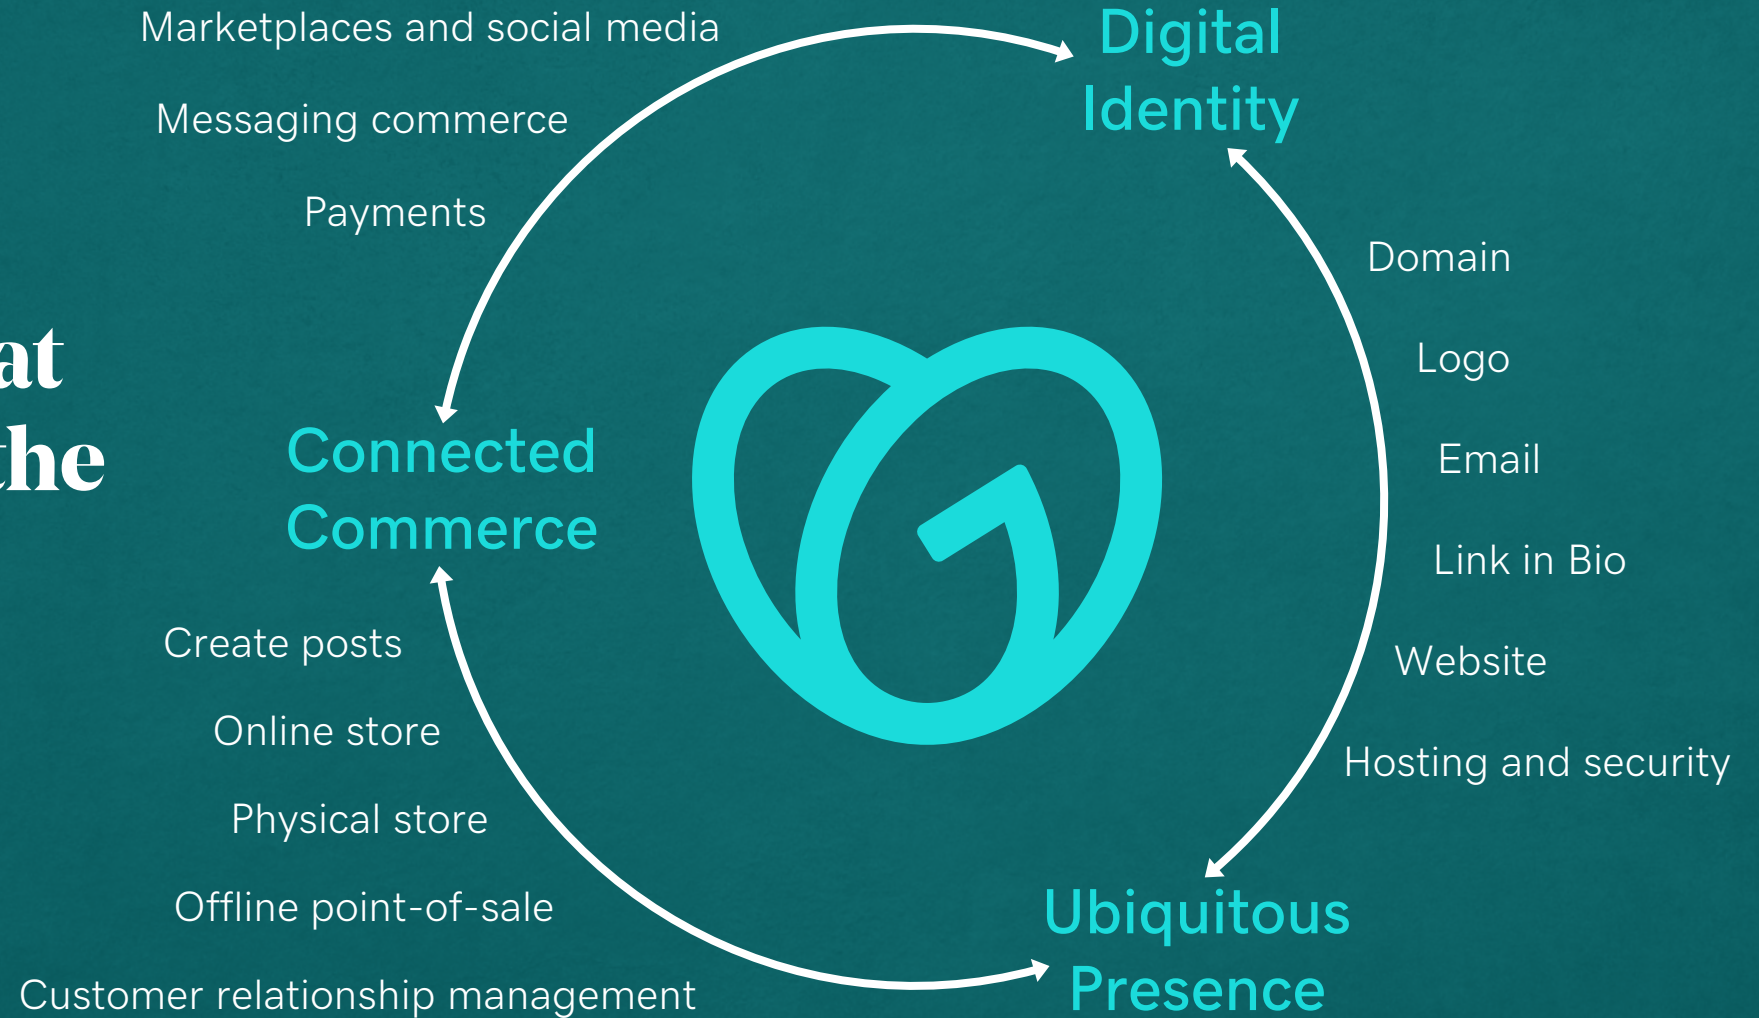 Marketplaces and social media
Messaging commerce
Payments
Digital
Identity
Domain
Logo
Email
Link in Bio
Website
Hosting and security
at
the
Connected
Commerce
Create posts
Online store
Physical store
Offline point-of-sale
Customer relationship management
Ubiquitous
Presence